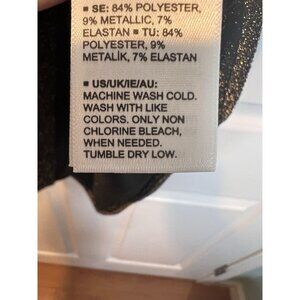 ▪ SE: 84% POLYESTER,
9% METALLIC, 7%
ELASTAN ▪ TU: 84%
POLYESTER, 9%
METALİK, 7% ELASTAN
▪ US/UK/IE/AU:
MACHINE WASH COLD.
WASH WITH LIKE
COLORS. ONLY NON
CHLORINE BLEACH,
WHEN NEEDED.
TUMBLE DRY LOW.